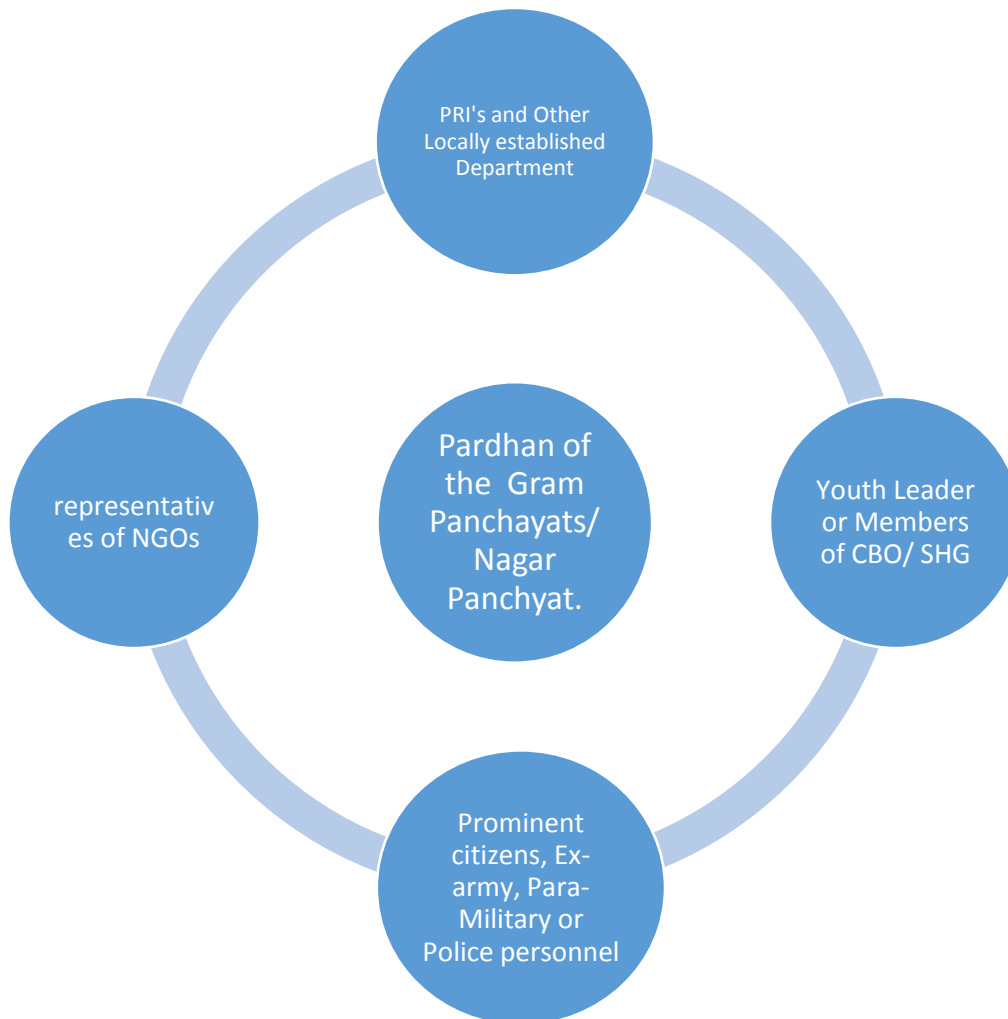 PRI's and Other
Locally established
Department
representativ
es of NGOs
Pardhan of
the Gram
Panchayats/
Nagar
Panchyat.
Youth Leader
or Members
of CBO/ SHG
Prominent
citizens, Ex-
army, Para-
Military or
Police personnel